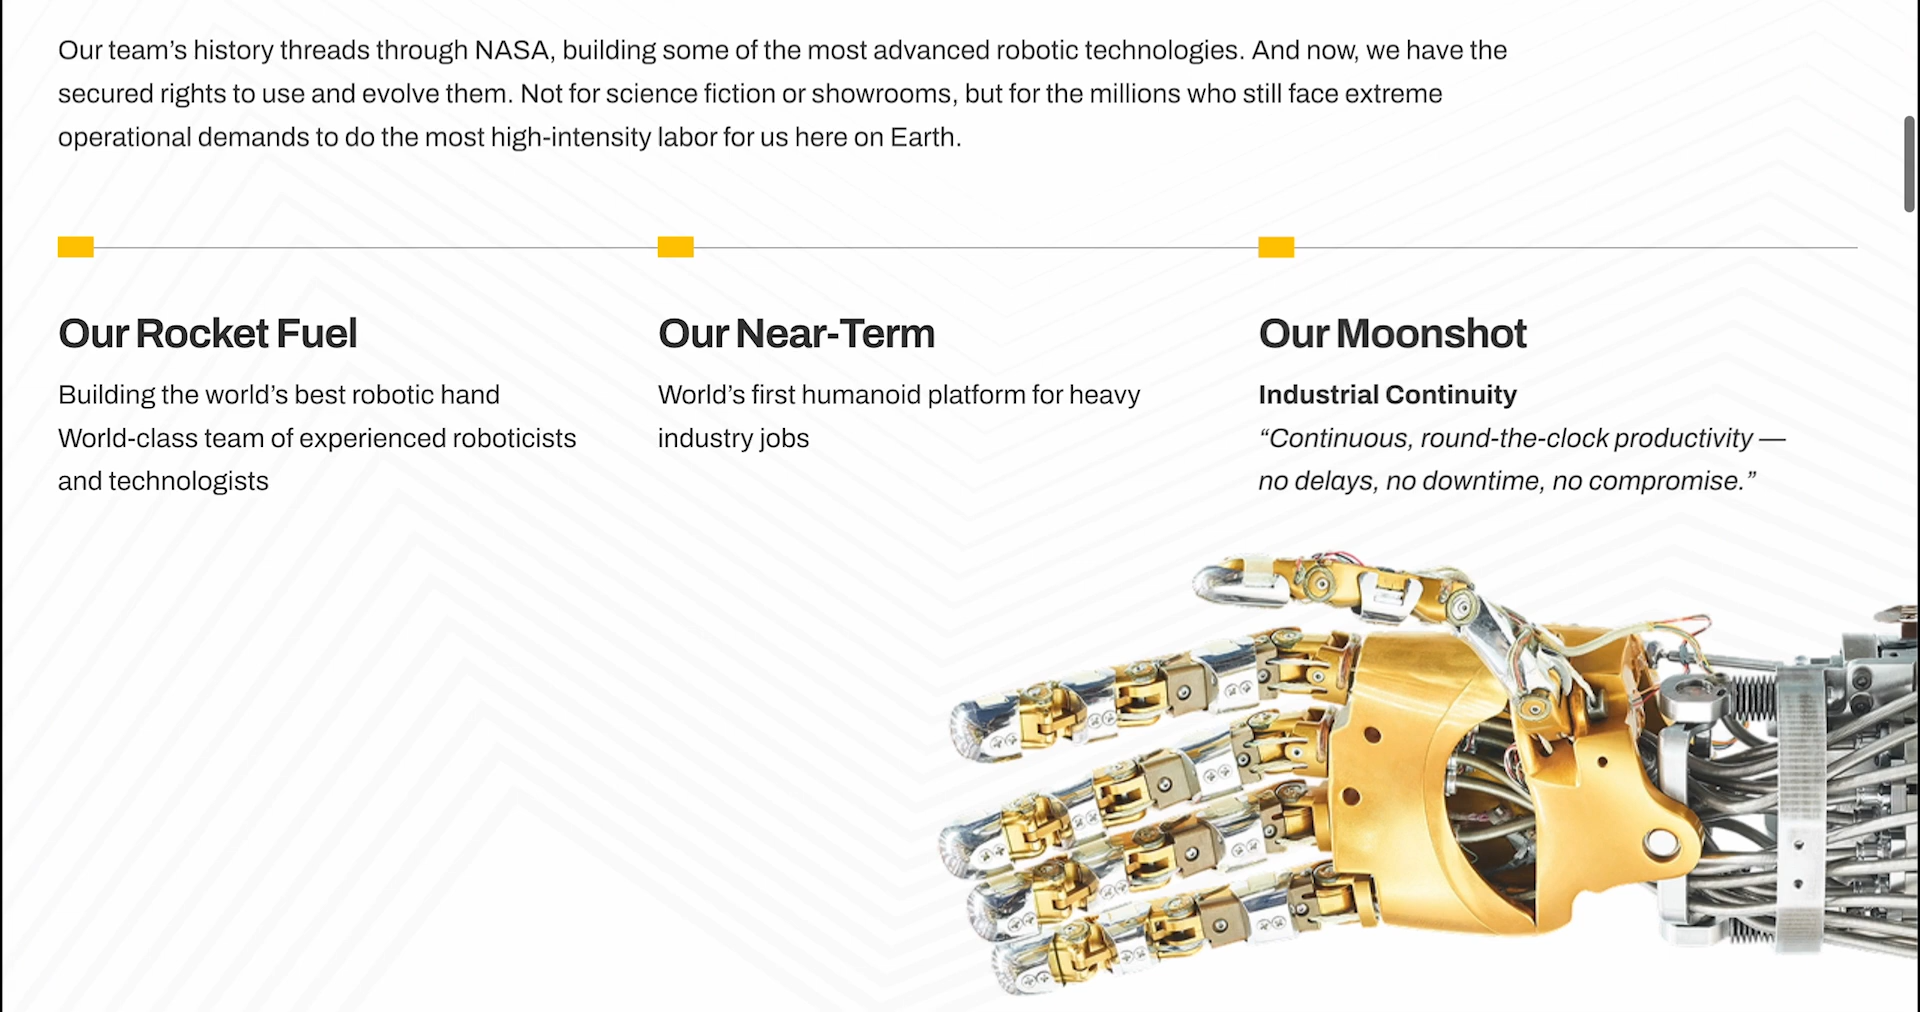 Our team’s history threads through NASA, building some of the most advanced robotic technologies. And now, we have the
secured rights to use and evolve them. Not for science fiction or showrooms, but for the millions who still face extreme
operational demands to do the most high-intensity labor for us here on Earth.
Our Rocket Fuel
Building the world’s best robotic hand
World-class team of experienced roboticists
and technologists
Our Near-Term
World’s first humanoid platform for heavy
industry jobs
Our Moonshot
Industrial Continuity
“Continuous, round-the-clock productivity —
no delays, no downtime, no compromise.”